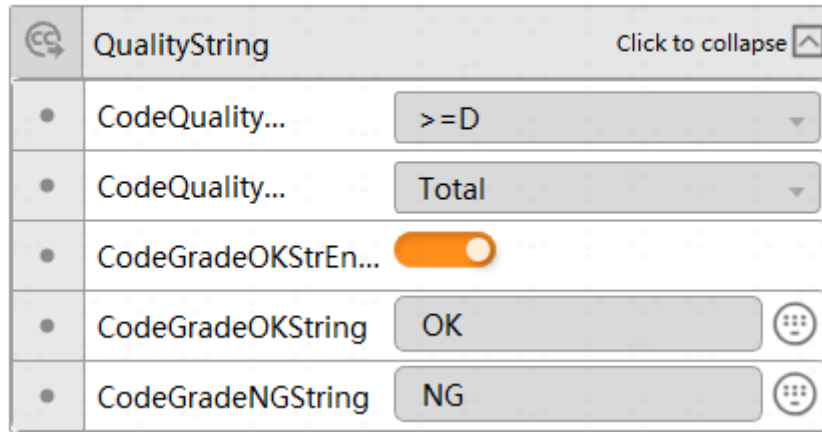 QualityString Click to collapse
CodeQuality... >=D
CodeQuality... Total
CodeGradeOKStrEn...
CodeGradeOKString OK
CodeGradeNGString NG